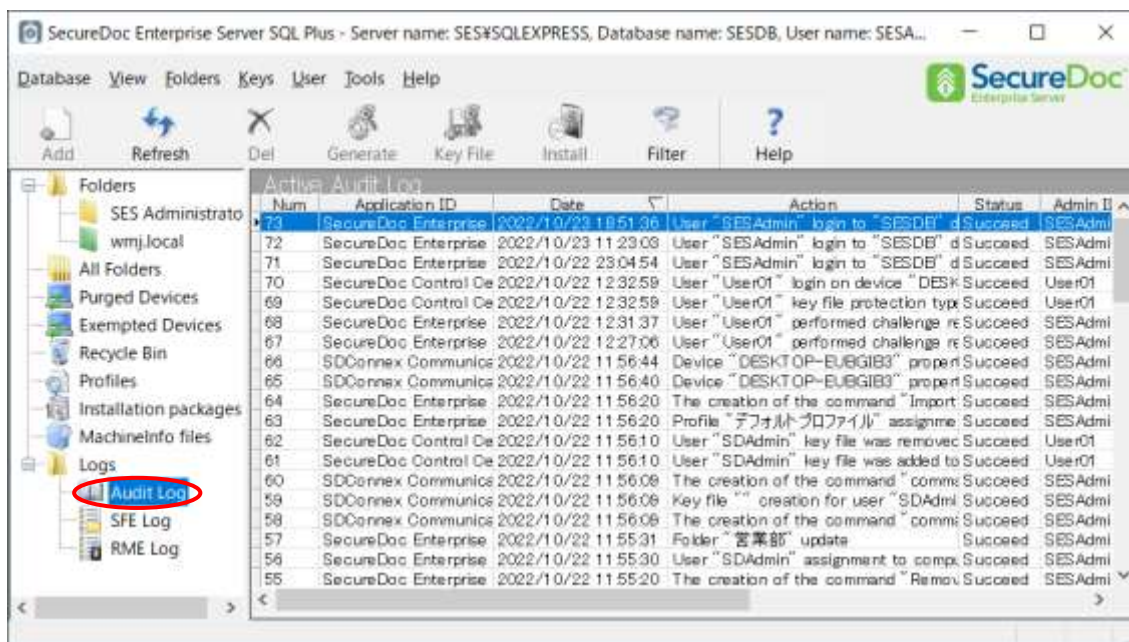 SecureDoc Enterprise Server SQL Plus - Server name: SES¥SQLEXPRESS, Database name: SESDB, User name: SESA...
Database View Folders Keys User Tools Help
SecureDoc
Enterprise Server
Add Refresh Del Generate Key File Install Filter Help
Folders
SES Administrato
wmj.local
All Folders
Purged Devices
Exempted Devices
Recycle Bin
Profiles
Installation packages
MachineInfo files
Logs
Audit Log
SFE Log
RME Log
Active Audit Log
Num Application ID Date Action Status Admin I
73 SecureDoc Enterprise 2022/10/23 18:51:36 User "SESAdmin" login to "SESDB" d Succeed SESAdmi
72 SecureDoc Enterprise 2022/10/23 11:23:03 User "SESAdmin" login to "SESDB" d Succeed SESAdmi
71 SecureDoc Enterprise 2022/10/22 23:04:54 User "SESAdmin" login to "SESDB" d Succeed SESAdmi
70 SecureDoc Control Ce 2022/10/22 12:32:59 User "User01" login on device "DESK Succeed User01
69 SecureDoc Control Ce 2022/10/22 12:32:59 User "User01" key file protection type Succeed User01
68 SecureDoc Enterprise 2022/10/22 12:31:37 User "User01" performed challenge re Succeed SESAdmi
67 SecureDoc Enterprise 2022/10/22 12:27:06 User "User01" performed challenge re Succeed SESAdmi
66 SDConnex Communica 2022/10/22 11:56:44 Device "DESKTOP-EUBGIB3" propert Succeed SESAdmi
65 SDConnex Communica 2022/10/22 11:56:40 Device "DESKTOP-EUBGIB3" propert Succeed SESAdmi
64 SecureDoc Enterprise 2022/10/22 11:56:20 The creation of the command "Import Succeed SESAdmi
63 SecureDoc Enterprise 2022/10/22 11:56:20 Profile "デフォルトプロファイル" assignme Succeed SESAdmi
62 SecureDoc Control Ce 2022/10/22 11:56:10 User "SDAdmin" key file was removed Succeed User01
61 SecureDoc Control Ce 2022/10/22 11:56:10 User "SDAdmin" key file was added to Succeed User01
60 SDConnex Communica 2022/10/22 11:56:09 The creation of the command "comma Succeed SESAdmi
59 SDConnex Communica 2022/10/22 11:56:09 Key file "" creation for user "SDAdmi Succeed SESAdmi
58 SDConnex Communica 2022/10/22 11:56:09 The creation of the command "comma Succeed SESAdmi
57 SecureDoc Enterprise 2022/10/22 11:55:31 Folder "営業部" update Succeed SESAdmi
56 SecureDoc Enterprise 2022/10/22 11:55:30 User "SDAdmin" assignment to compu Succeed SESAdmi
55 SecureDoc Enterprise 2022/10/22 11:55:20 The creation of the command "Remov Succeed SESAdmi